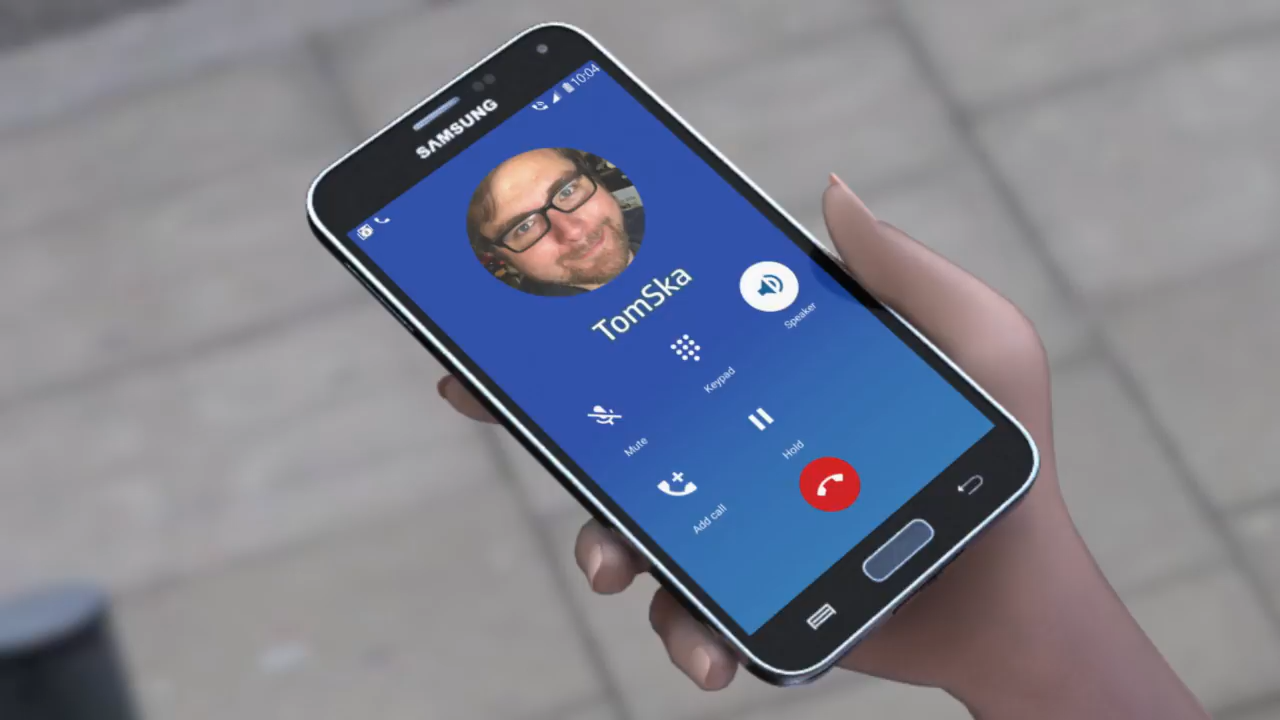 SAMSUNG
10:04
TomSka
Speaker
Keypad
Mute
Hold
Add call